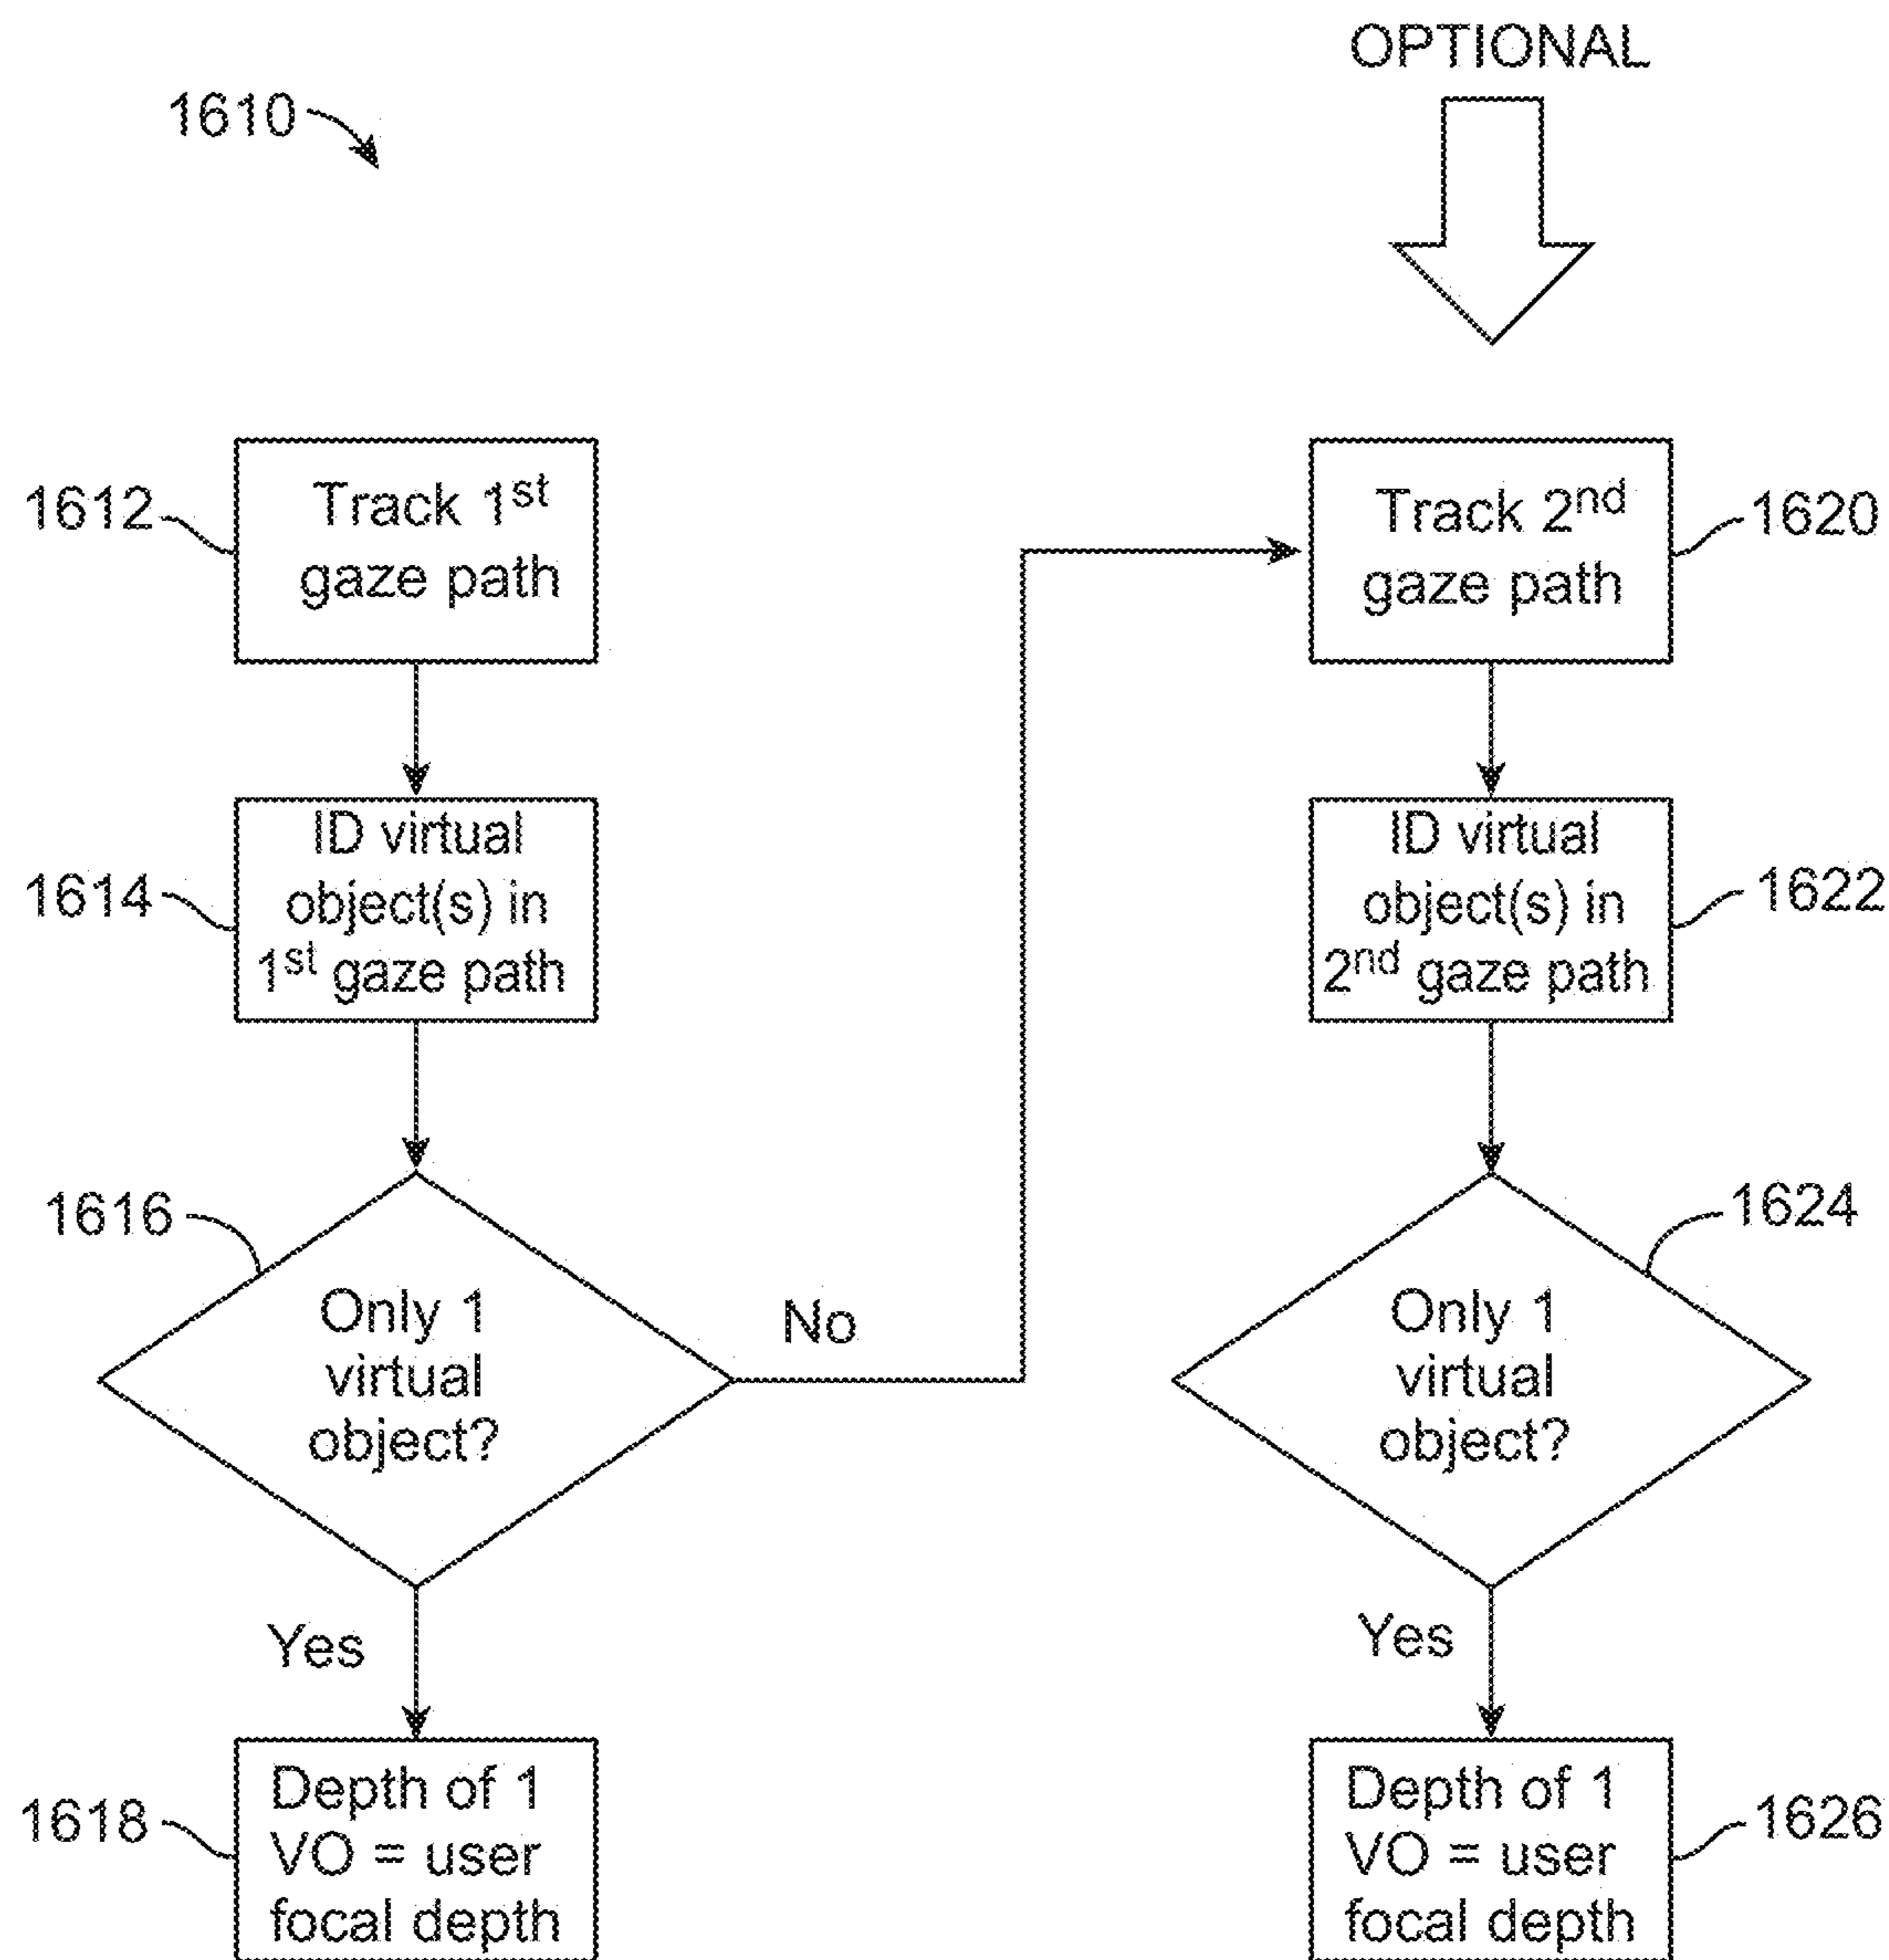 OPTIONAL
1610
1612
Track 1st
gaze path
1614
ID virtual
object(s) in
1st gaze path
1616
Only 1
virtual
object?
No
Yes
1618
Depth of 1
VO = user
focal depth
Track 2nd
gaze path
1620
ID virtual
object(s) in
2nd gaze path
1622
Only 1
virtual
object?
1624
Yes
Depth of 1
VO = user
focal depth
1626